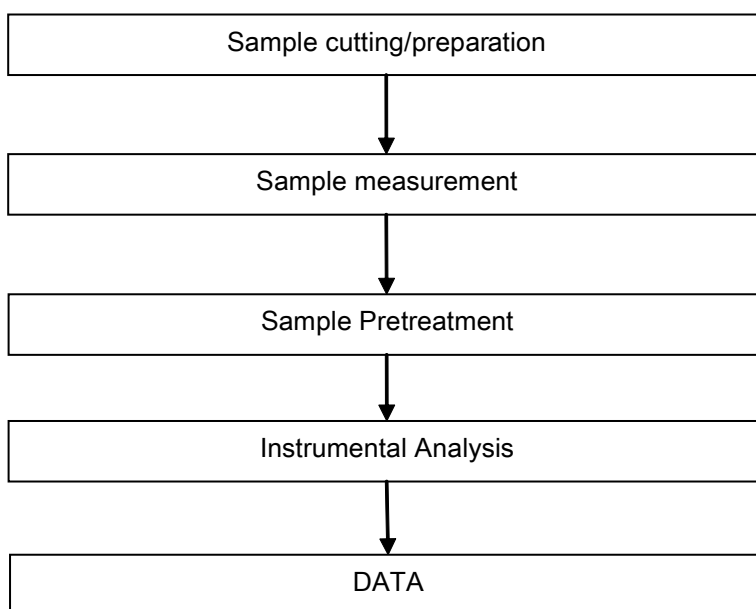 Sample cutting/preparation
Sample measurement
Sample Pretreatment
Instrumental Analysis
DATA